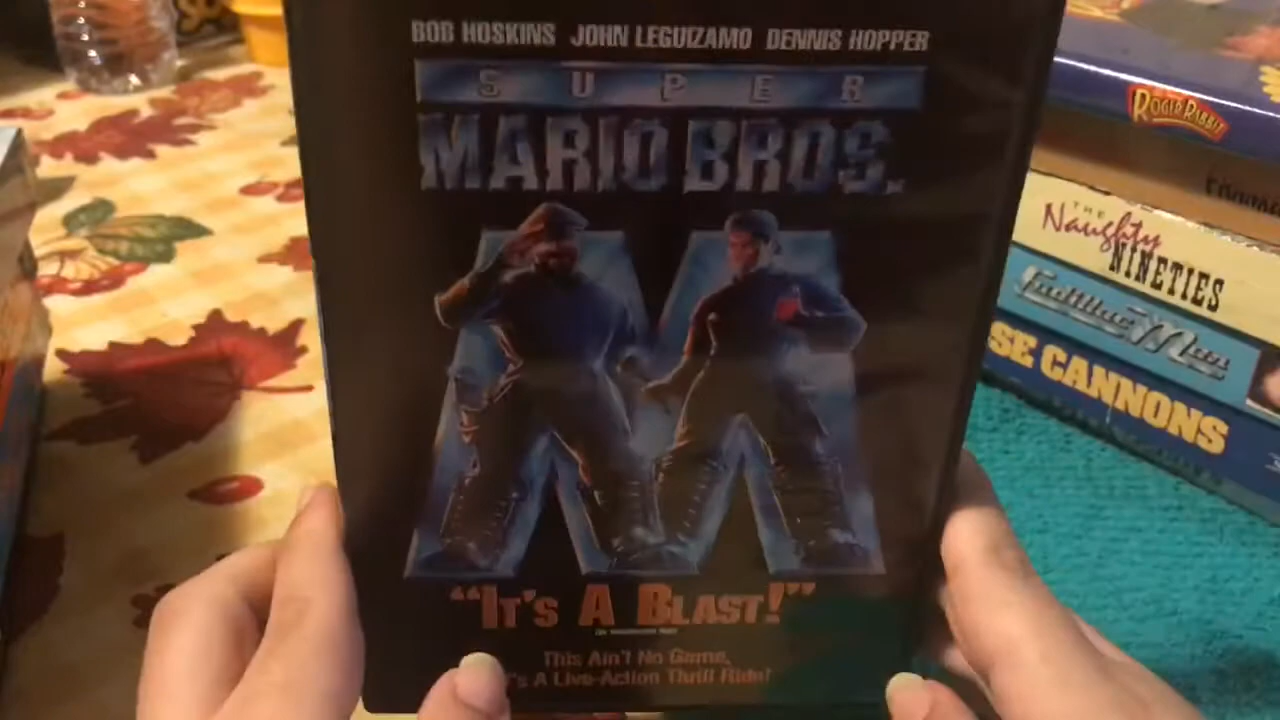 BOB HOSKINS JOHN LEGUIZAMO DENNIS HOPPER
SUPER
MARIO BROS.
"IT'S A BLAST!"
This Ain't No Game,
's A Live-Action Thrill Ride!
ROGER RABBIT
THE
Naughty
NINETIES
Cadillac Man
SE CANNONS